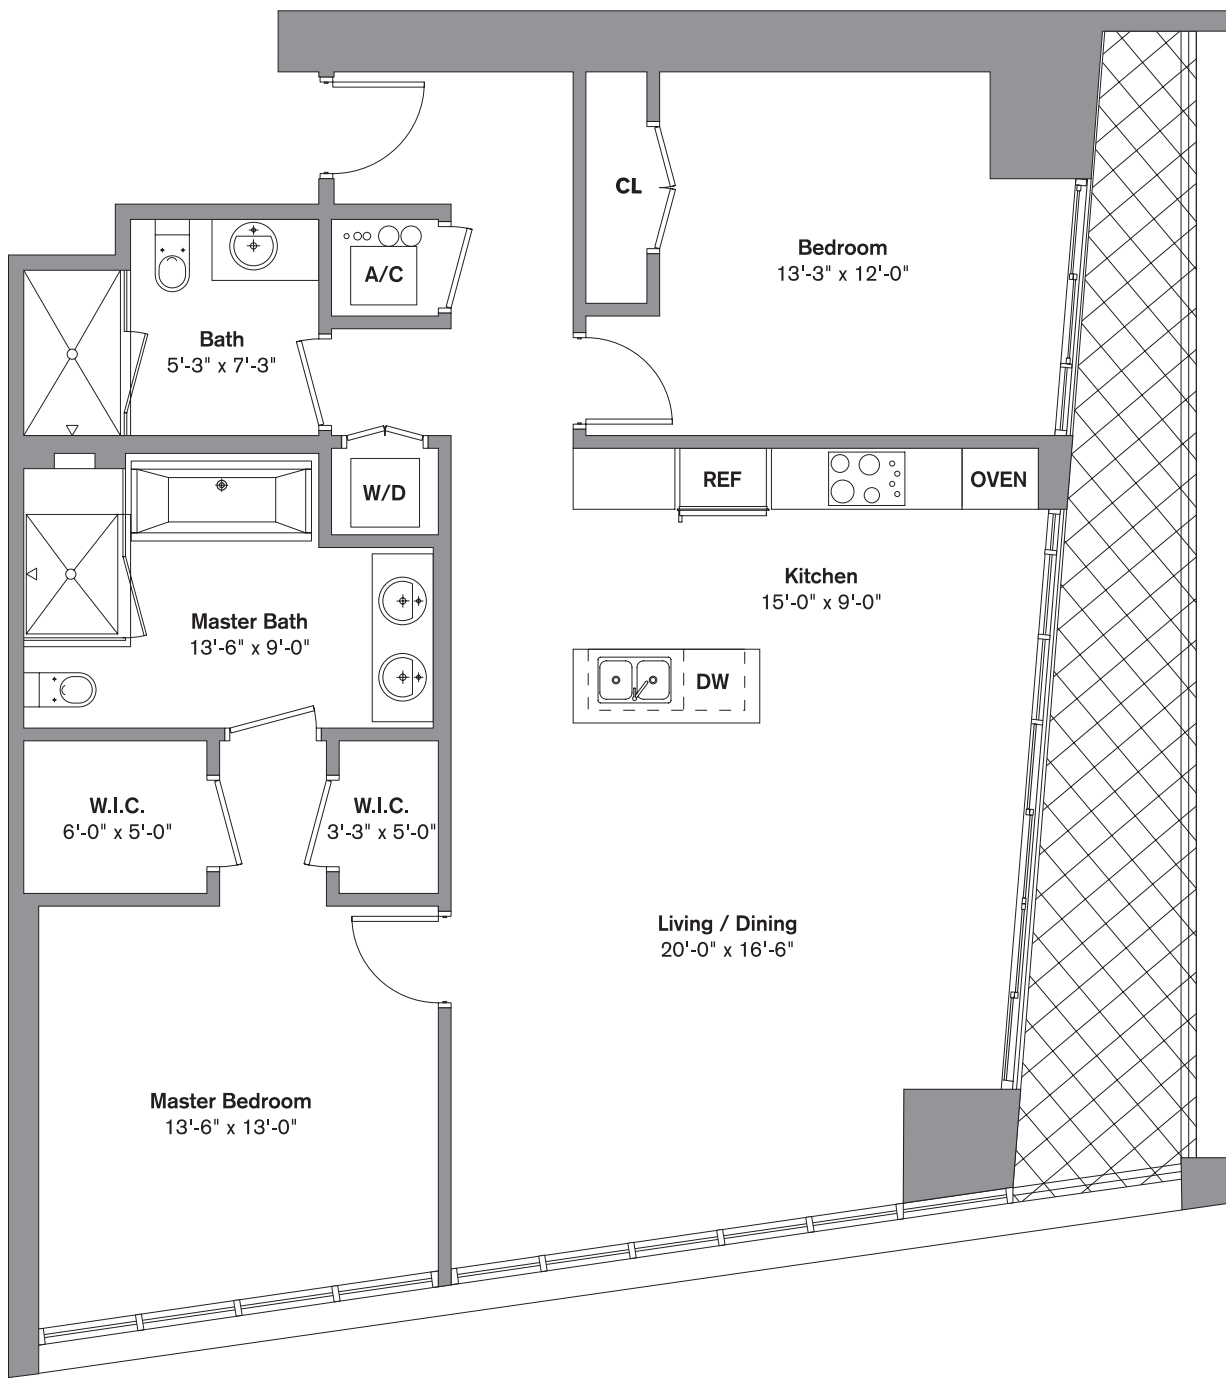 CL
Bedroom
13'-3" x 12'-0"
A/C
Bath
5'-3" x 7'-3"
W/D
REF
OVEN
Kitchen
15'-0" x 9'-0"
Master Bath
13'-6" x 9'-0"
DW
W.I.C.
6'-0" x 5'-0"
W.I.C.
3'-3" x 5'-0"
Living / Dining
20'-0" x 16'-6"
Master Bedroom
13'-6" x 13'-0"